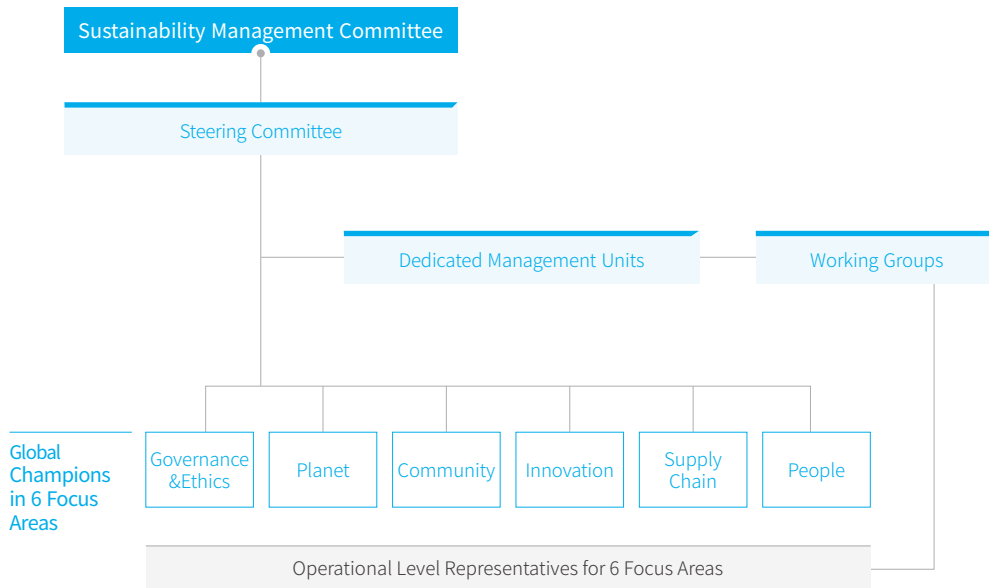 Sustainability Management Committee
Steering Committee
Dedicated Management Units
Working Groups
Global
Champions
in 6 Focus
Areas
Governance
&Ethics
Planet
Community
Innovation
Supply
Chain
People
Operational Level Representatives for 6 Focus Areas